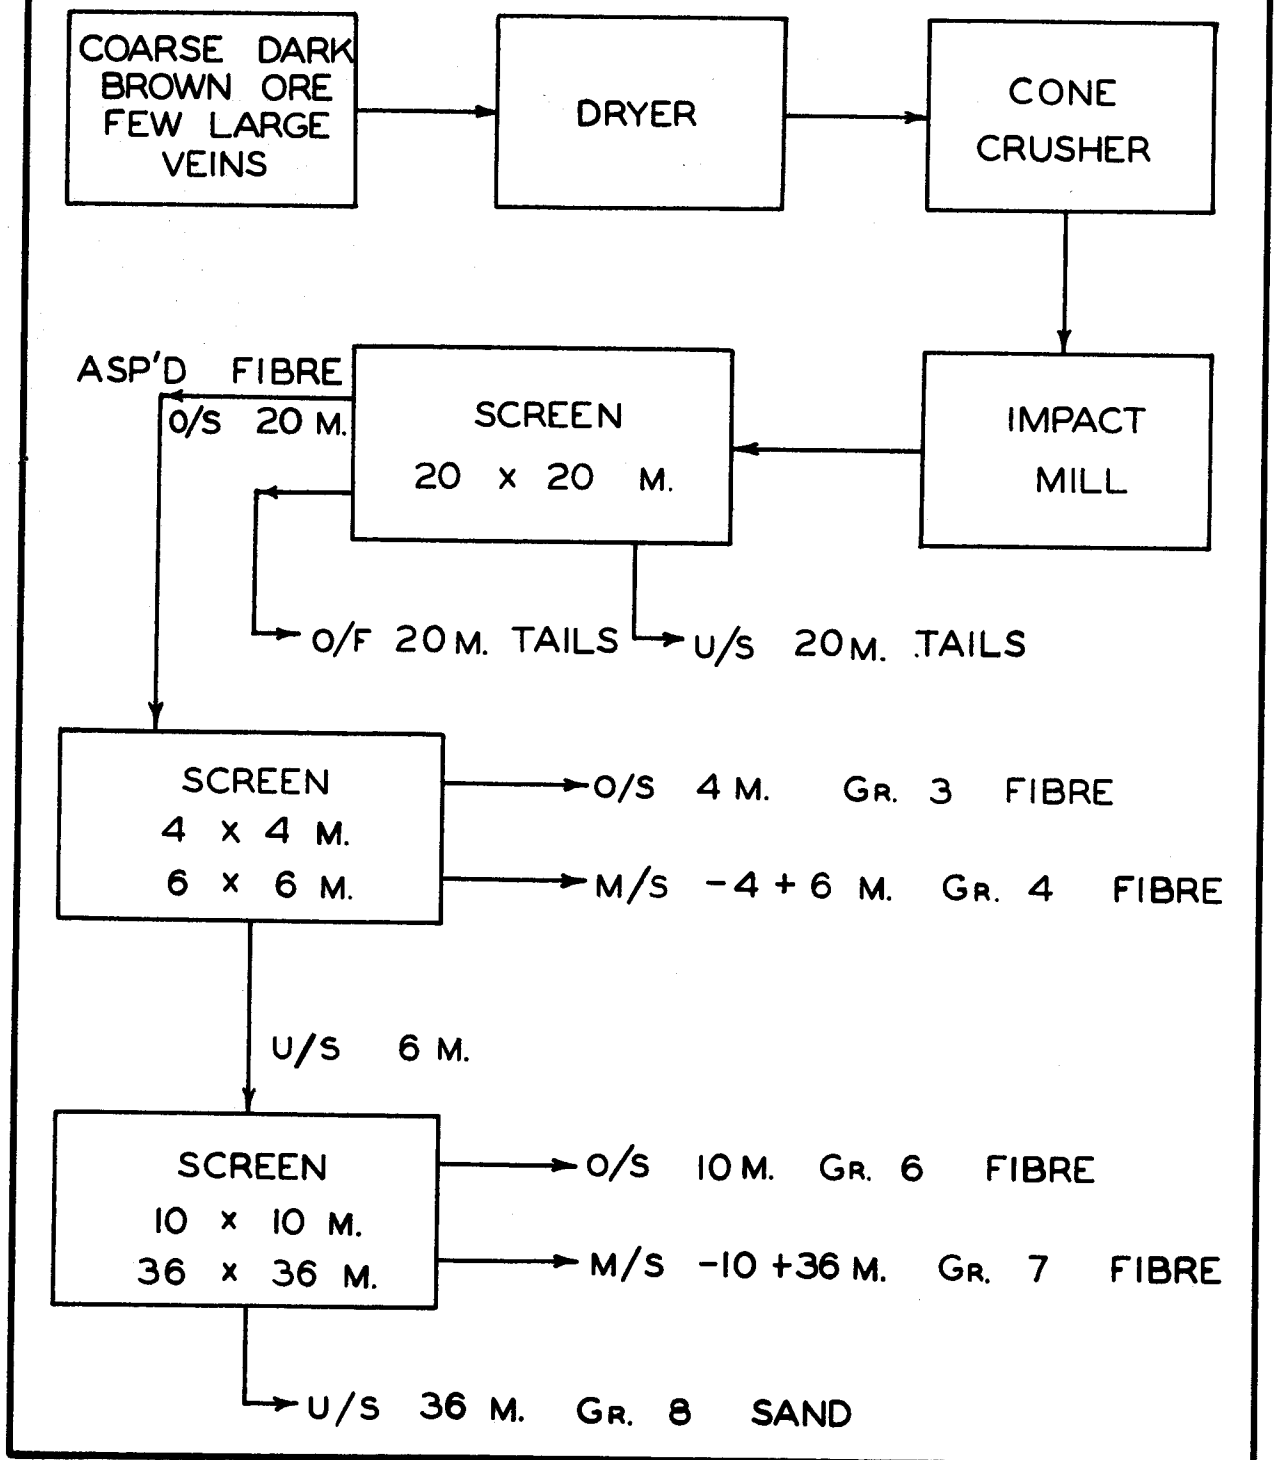 COARSE DARK
BROWN ORE
FEW LARGE
VEINS
DRYER
CONE
CRUSHER
IMPACT
MILL
SCREEN
20 X 20 M.
ASP'D FIBRE
O/S 20 M.
O/F 20 M. TAILS
U/S 20 M. TAILS
SCREEN
4 X 4 M.
6 X 6 M.
O/S 4 M. GR. 3 FIBRE
M/S -4 + 6 M. GR. 4 FIBRE
U/S 6 M.
SCREEN
10 X 10 M.
36 X 36 M.
O/S 10 M. GR. 6 FIBRE
M/S -10 +36 M. GR. 7 FIBRE
U/S 36 M. GR. 8 SAND